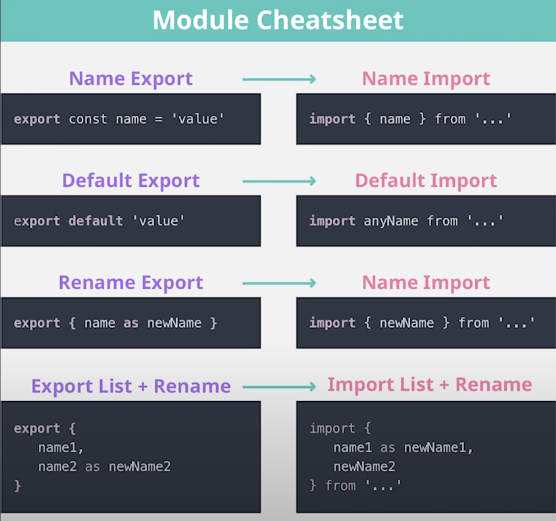 Module Cheatsheet
Name Export
Name Import
export const name = 'value'
import { name } from '...'
Default Export
Default Import
export default 'value'
import anyName from '...'
Rename Export
Name Import
export { name as newName }
import { newName } from '...'
Export List + Rename
Import List + Rename
export {
name1,
name2 as newName2
}
import {
name1 as newName1,
newName2
} from '...'